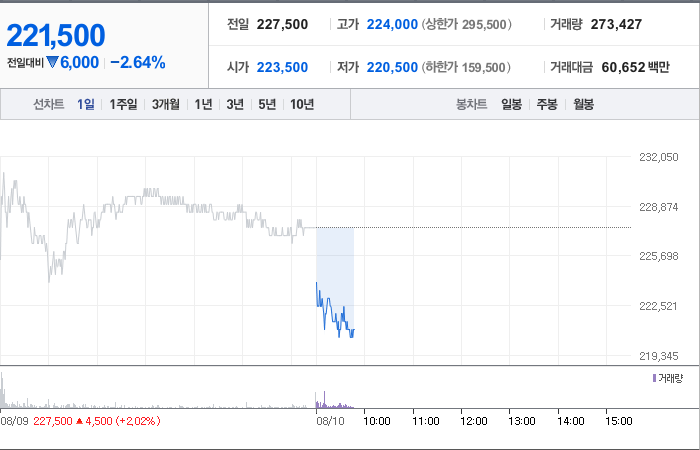 221,500
전일대비 ▼6,000 −2.64%
전일 227,500 고가 224,000 (상한가 295,500)  거래량 273,427
시가 223,500 저가 220,500 (하한가 159,500) 거래대금 60,652 백만
선차트 1일 1주일 3개월 1년 3년 5년 10년 봉차트 일봉 주봉 월봉
232,050
228,874
225,698
222,521
219,345
거래량
08/09 227,500 ▲4,500 (+2,02%) 08/10 10:00 11:00 12:00 13:00 14:00 15:00